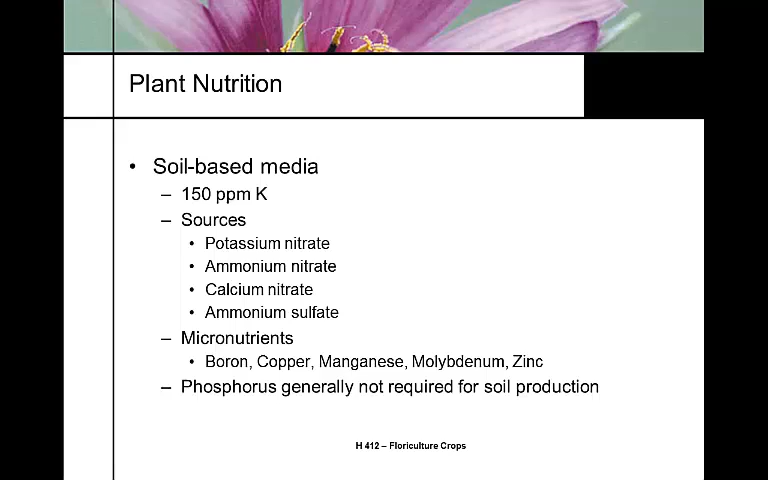 Plant Nutrition
• Soil-based media
– 150 ppm K
– Sources
• Potassium nitrate
• Ammonium nitrate
• Calcium nitrate
• Ammonium sulfate
– Micronutrients
• Boron, Copper, Manganese, Molybdenum, Zinc
– Phosphorus generally not required for soil production
H 412 – Floriculture Crops